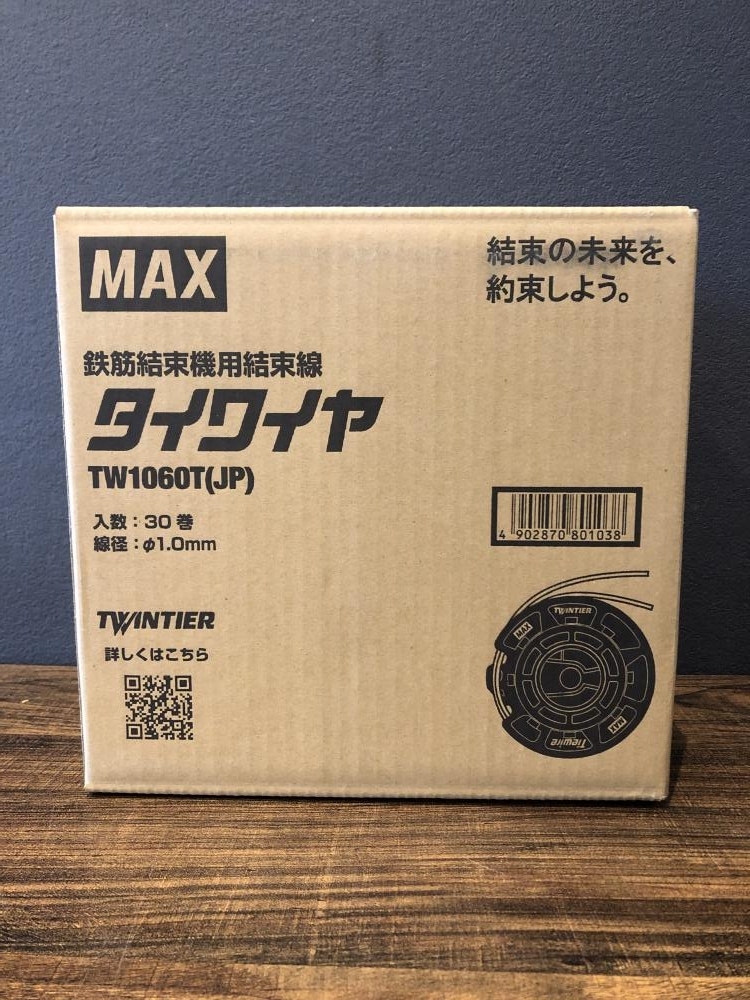 MAX
結束の未来を、
約束しよう。
鉄筋結束機用結束線
タイワイヤ
TW1060T(JP)
入数：30巻
線径：φ1.0mm
4 902870 801038
TWINTIER
詳しくはこちら
TWINTIER
MAX
MAX
Tiewire